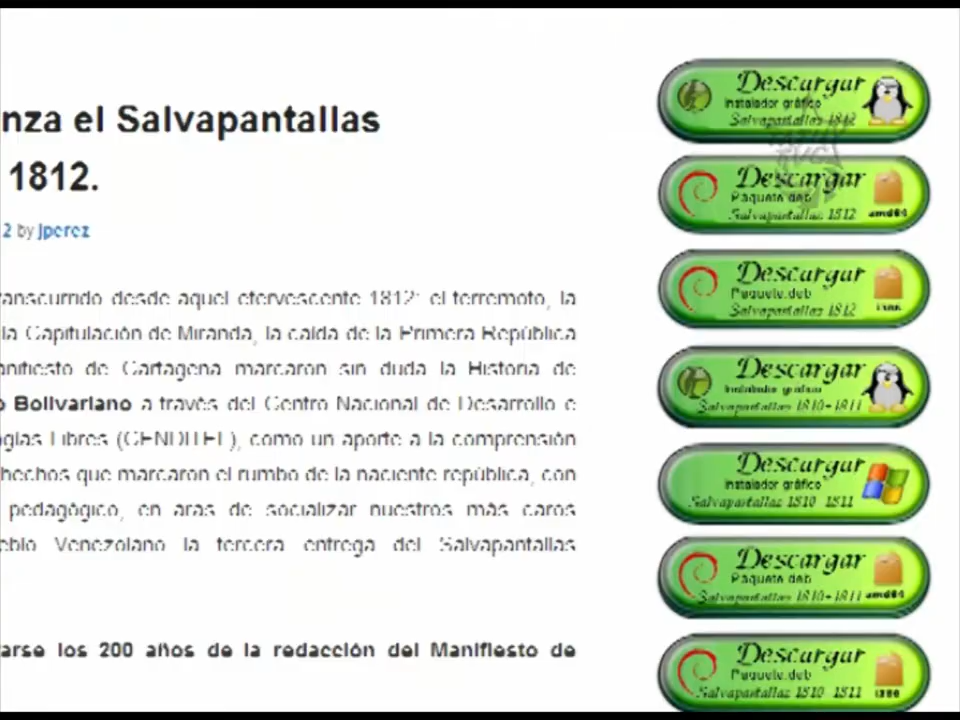 nza el Salvapantallas
1812.
2 by jperez
anscurrido desde aquel efervescente 1812: el terremoto, la
la Capitulación de Miranda, la caída de la Primera República
anifiesto de Cartagena marcaron sin duda la Historia de
o Bolivariano a través del Centro Nacional de Desarrollo e
ogías Libres (CENDITEL), como un aporte a la comprensión
hechos que marcaron el rumbo de la naciente república, con
pedagógico, en aras de socializar nuestros más caros
eblo Venezolano la tercera entrega del Salvapantallas
arse los 200 años de la redacción del Manifiesto de
Descargar
Instalador gráfico
Salvapantallas 1812
Descargar
Paquete deb
Salvapantallas 1812 amd64
Descargar
Paquete.deb
Salvapantallas 1812 i386
Descargar
Instalador gráfico
Salvapantallas 1810+1811
Descargar
Instalador gráfico
Salvapantallas 1810-1811
Descargar
Paquete deb
Salvapantallas 1810+1811 amd64
Descargar
Paquete.deb
Salvapantallas 1810-1811 i386